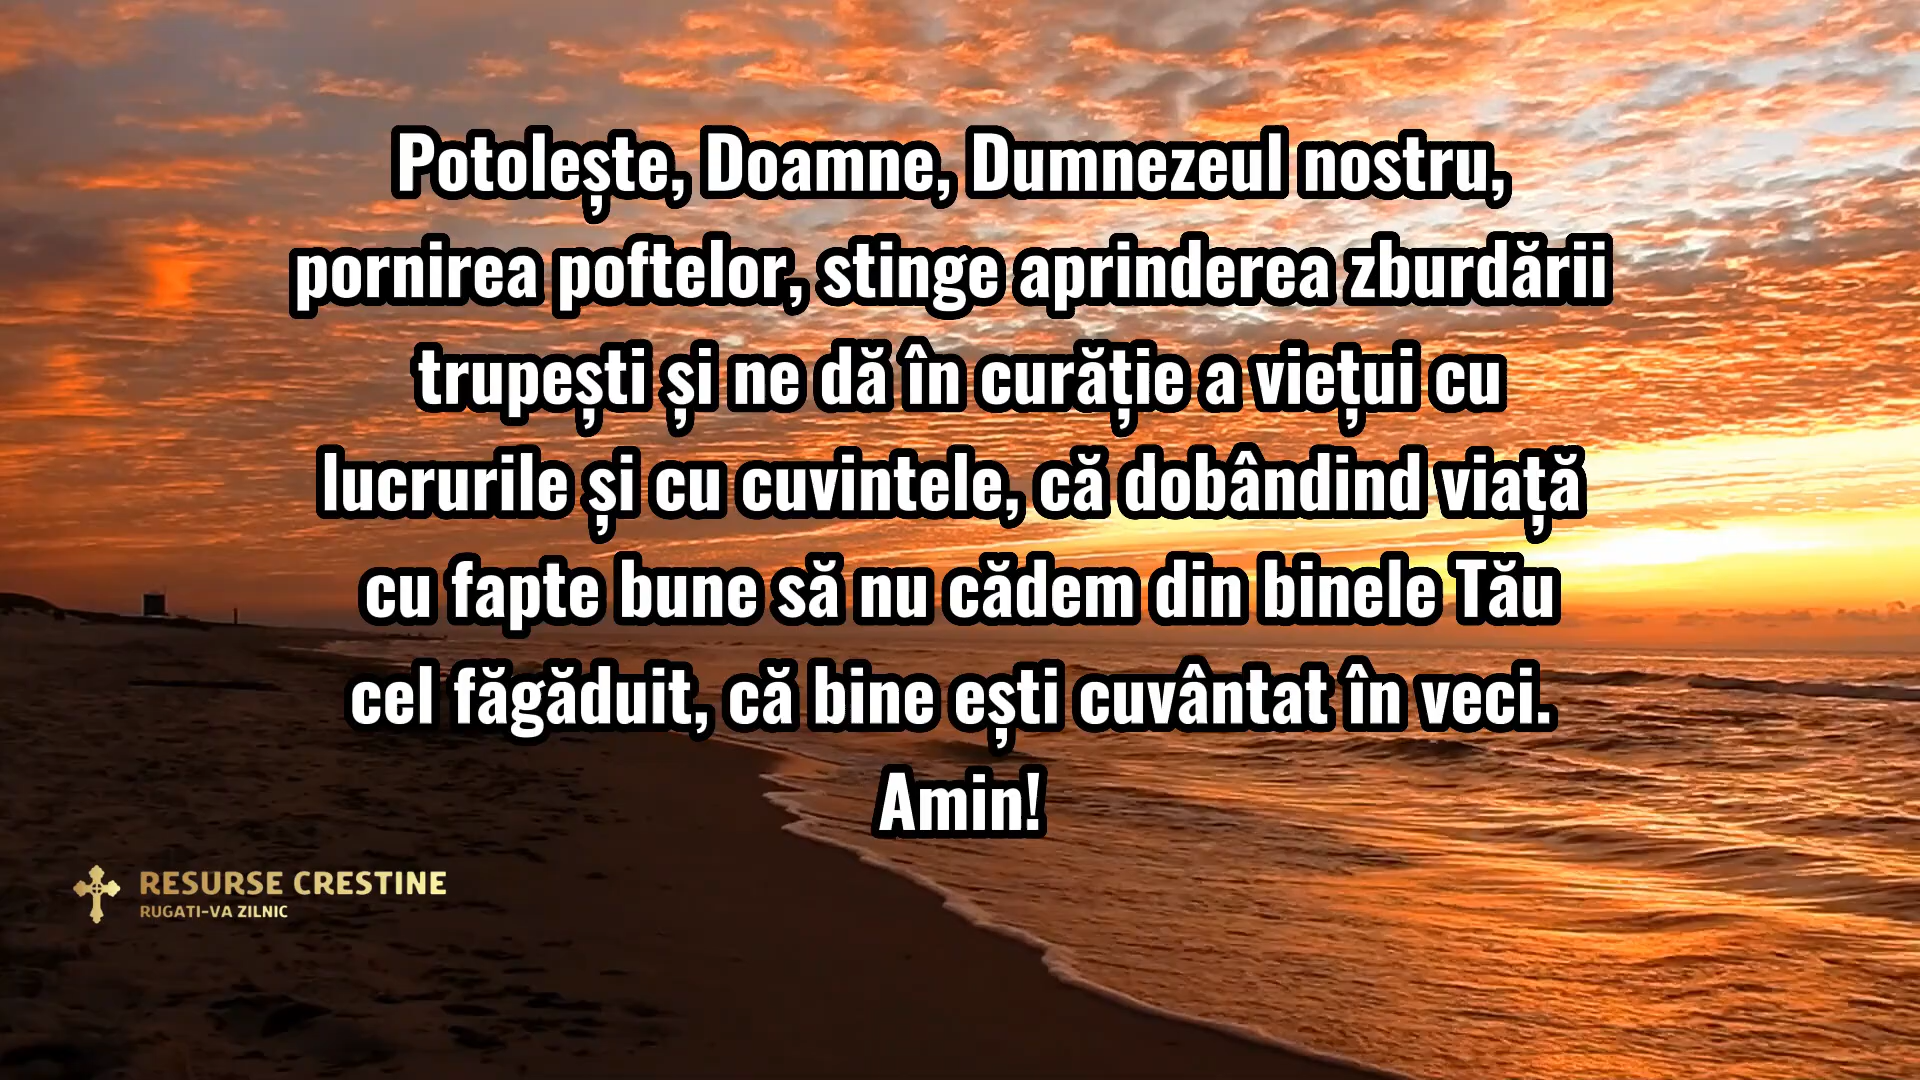 Potolește, Doamne, Dumnezeul nostru,
pornirea poftelor, stinge aprinderea zburdării
trupești și ne dă în curăție a viețui cu
lucrurile și cu cuvintele, că dobândind viață
cu fapte bune să nu cădem din binele Tău
cel făgăduit, că bine ești cuvântat în veci.
Amin!
RESURSE CRESTINE
RUGATI-VA ZILNIC